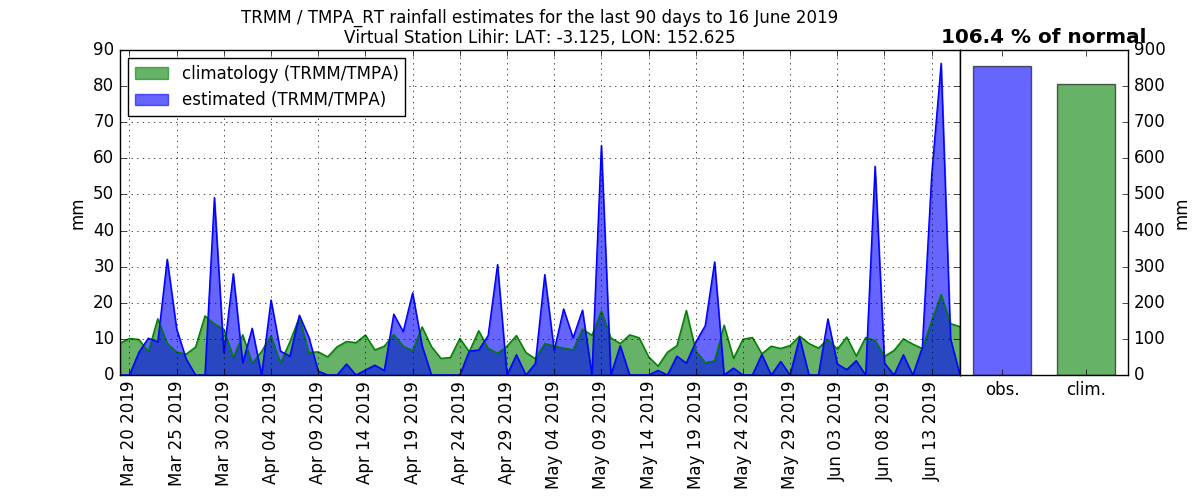 TRMM / TMPA_RT rainfall estimates for the last 90 days to 16 June 2019
Virtual Station Lihir: LAT: -3.125, LON: 152.625
106.4 % of normal
climatology (TRMM/TMPA)
estimated (TRMM/TMPA)
90
80
70
60
50
40
30
20
10
0
mm
Mar 20 2019
Mar 25 2019
Mar 30 2019
Apr 04 2019
Apr 09 2019
Apr 14 2019
Apr 19 2019
Apr 24 2019
Apr 29 2019
May 04 2019
May 09 2019
May 14 2019
May 19 2019
May 24 2019
May 29 2019
Jun 03 2019
Jun 08 2019
Jun 13 2019
obs.
clim.
900
800
700
600
500
400
300
200
100
0
mm